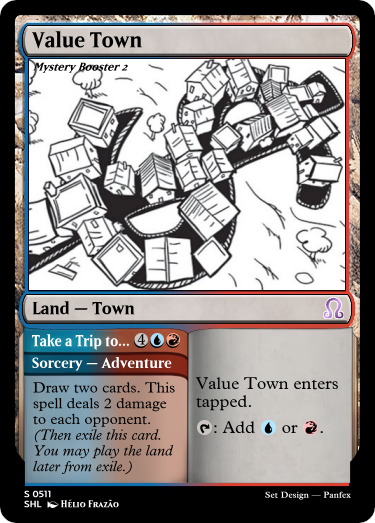 Value Town
Mystery Booster 2
Land — Town
Take a Trip to... 4
Sorcery — Adventure
Draw two cards. This
spell deals 2 damage
to each opponent.
(Then exile this card.
You may play the land
later from exile.)
Value Town enters
tapped.
: Add or .
S 0511
SHL HÉLIO FRAZÃO
Set Design — Panfex